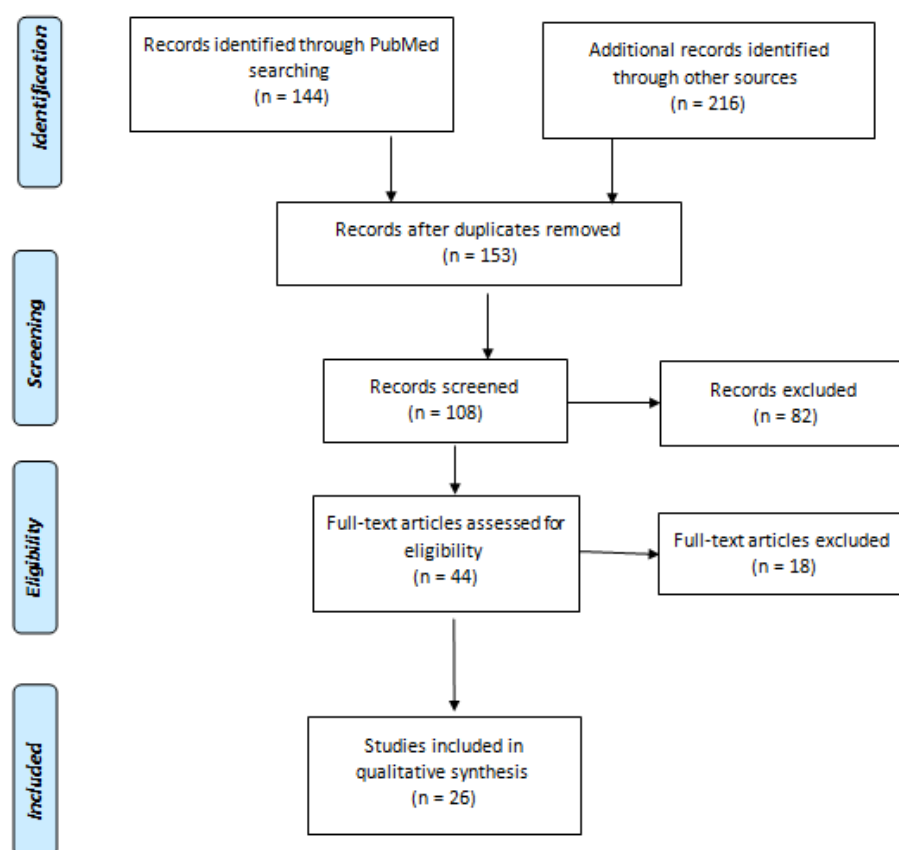 Identification
Records identified through PubMed
searching
(n = 144)
Additional records identified
through other sources
(n = 216)
Records after duplicates removed
(n = 153)
Screening
Records screened
(n = 108)
Records excluded
(n = 82)
Eligibility
Full-text articles assessed for
eligibility
(n = 44)
Full-text articles excluded
(n = 18)
Included
Studies included in
qualitative synthesis
(n = 26)